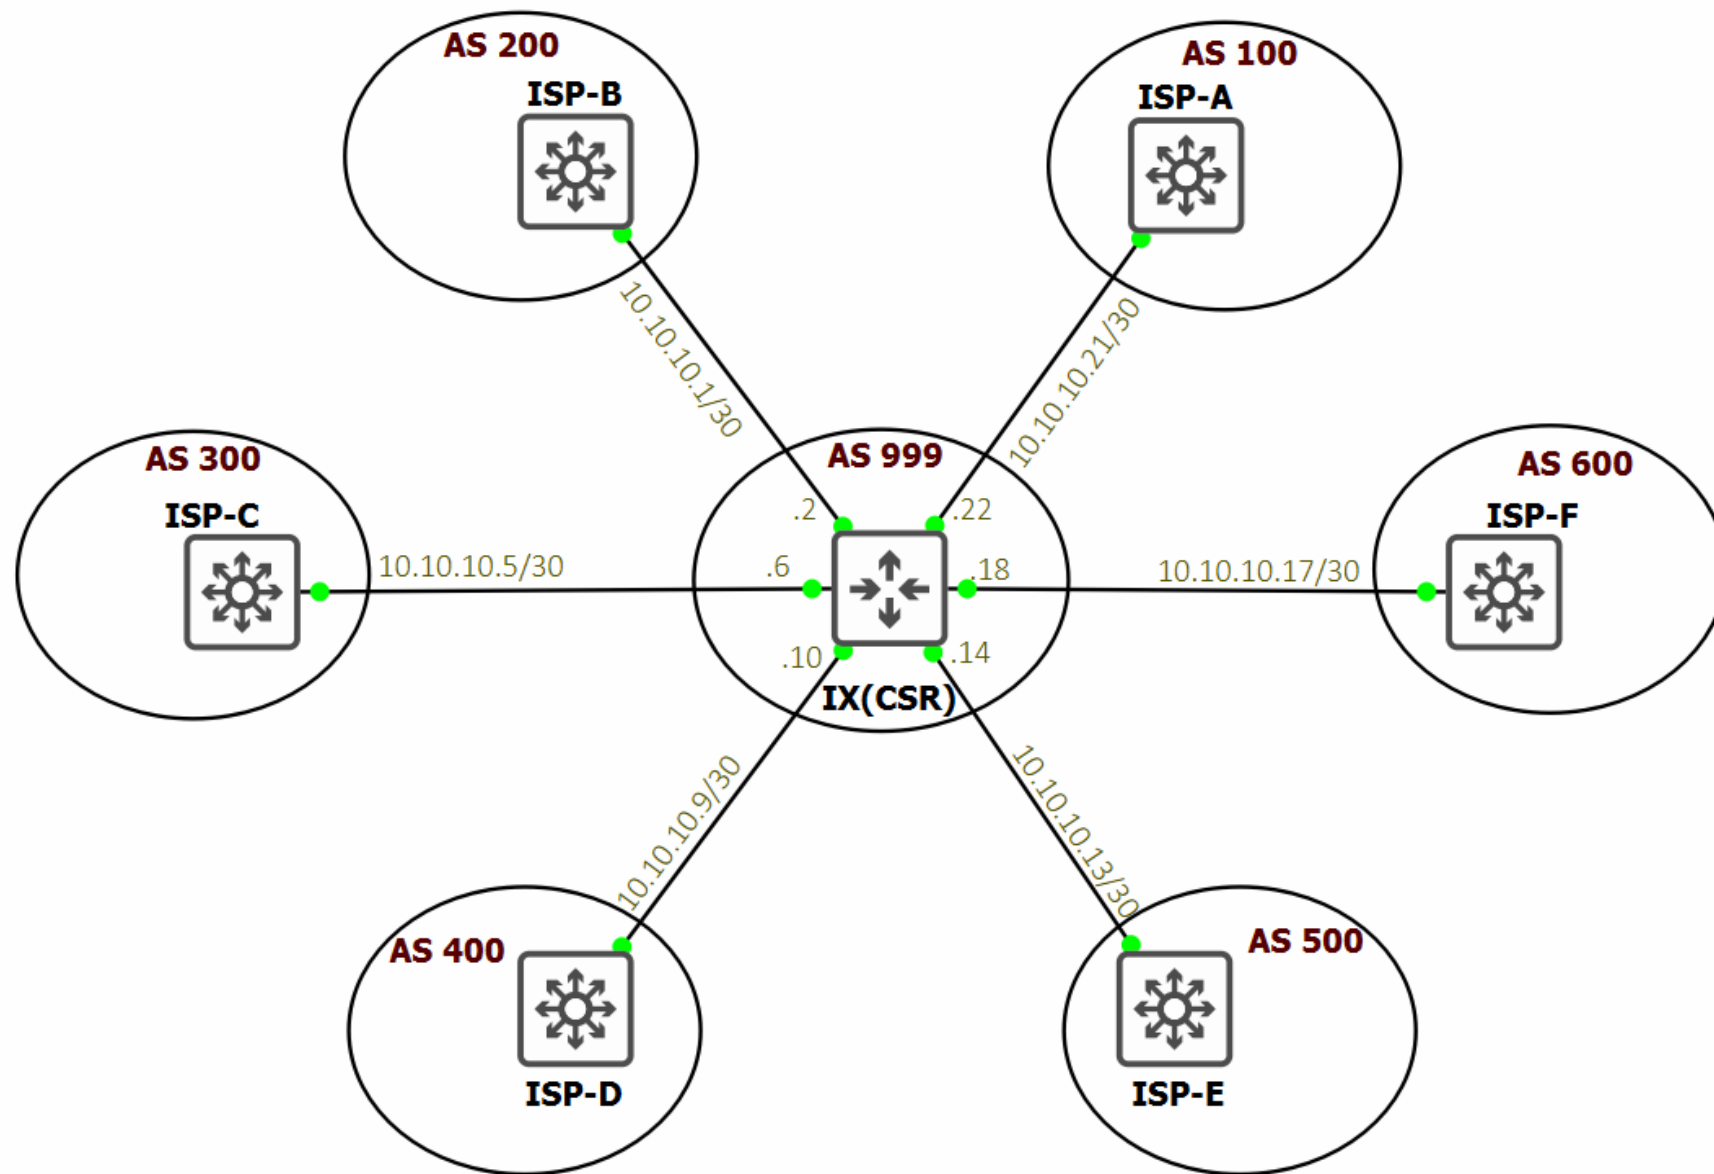 AS 200
ISP-B
AS 100
ISP-A
10.10.10.1/30
10.10.10.21/30
AS 300
ISP-C
10.10.10.5/30
AS 999
.2
.22
.6
.18
.10
.14
IX(CSR)
AS 600
ISP-F
10.10.10.17/30
10.10.10.9/30
10.10.10.13/30
AS 400
ISP-D
AS 500
ISP-E